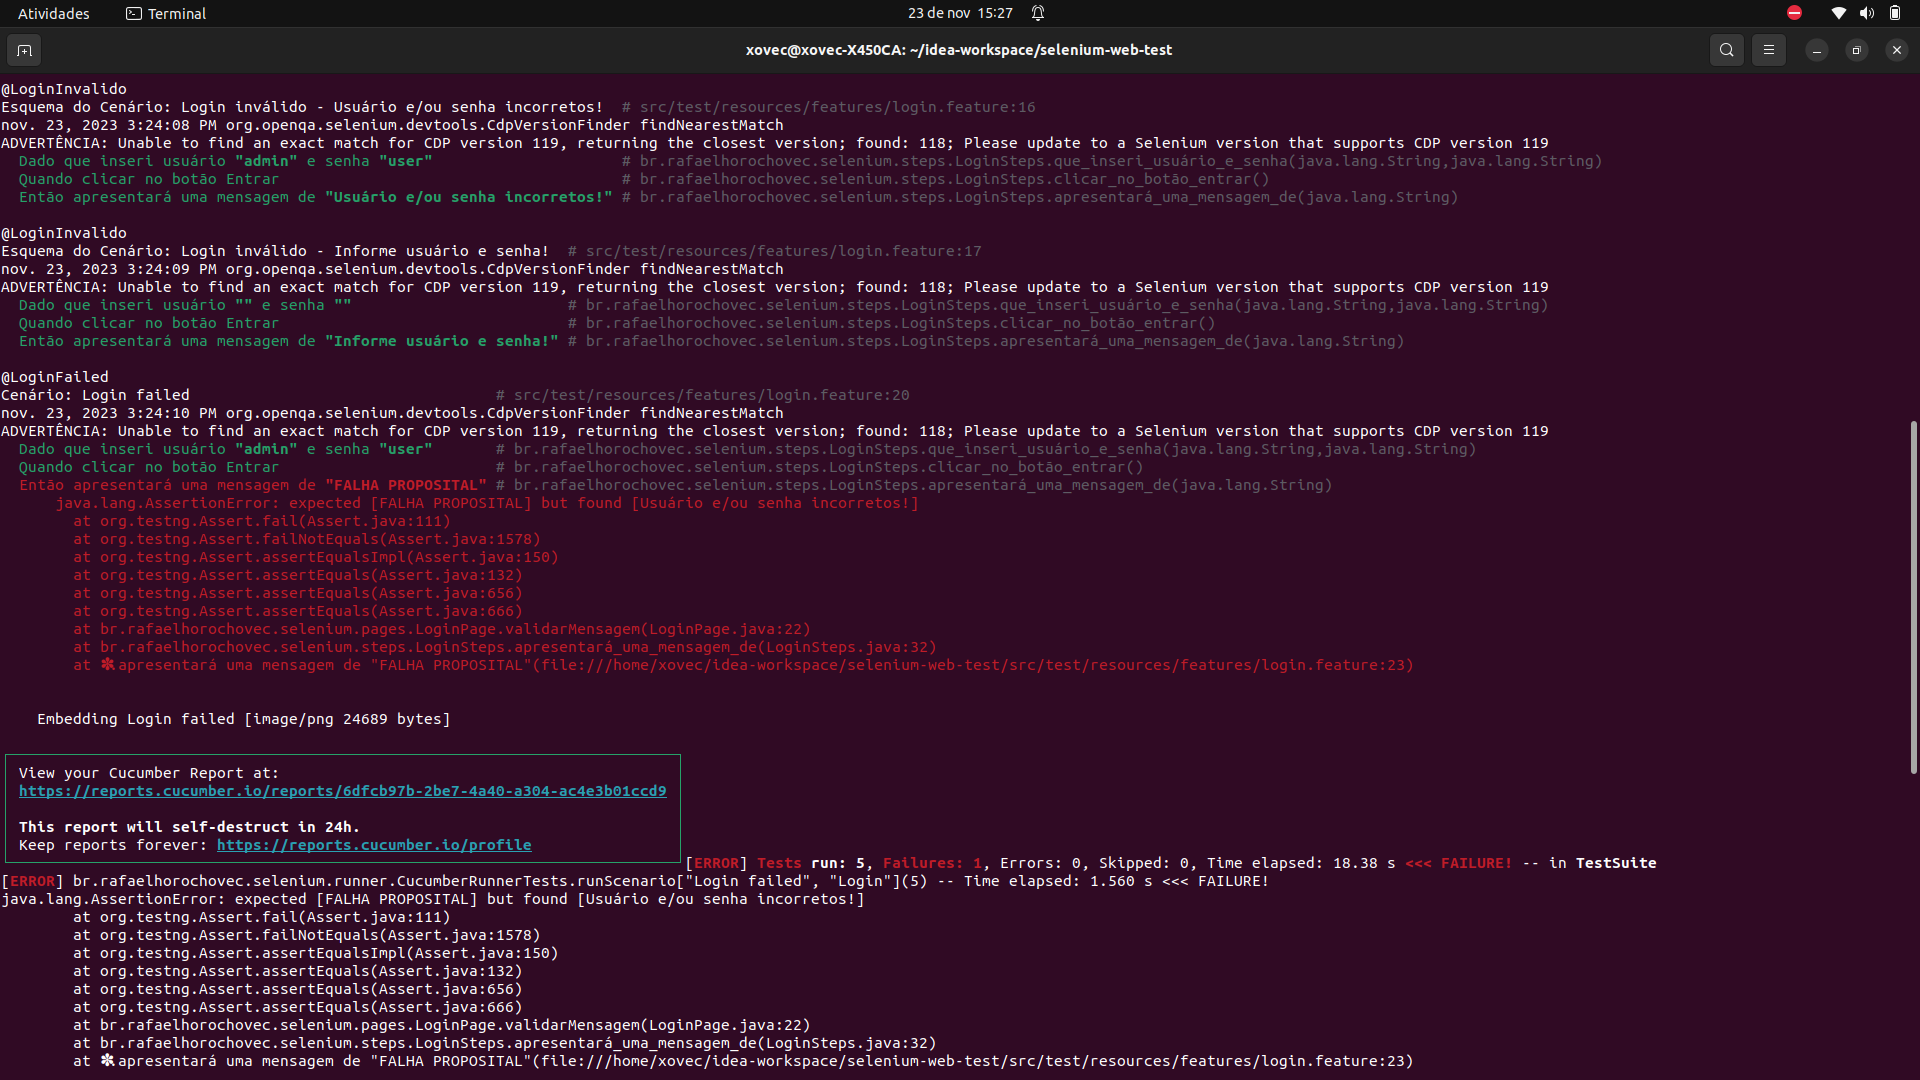 Atividades
Terminal
23 de nov 15:27
xovec@xovec-X450CA: ~/idea-workspace/selenium-web-test
@LoginInvalido
Esquema do Cenário: Login inválido - Usuário e/ou senha incorretos!  # src/test/resources/features/login.feature:16
nov. 23, 2023 3:24:08 PM org.openqa.selenium.devtools.CdpVersionFinder findNearestMatch
ADVERTÊNCIA: Unable to find an exact match for CDP version 119, returning the closest version; found: 118; Please update to a Selenium version that supports CDP version 119
Dado que inseri usuário "admin" e senha "user" # br.rafaelhorochovec.selenium.steps.LoginSteps.que_inseri_usuário_e_senha(java.lang.String,java.lang.String)
Quando clicar no botão Entrar # br.rafaelhorochovec.selenium.steps.LoginSteps.clicar_no_botão_entrar()
Então apresentará uma mensagem de "Usuário e/ou senha incorretos!" # br.rafaelhorochovec.selenium.steps.LoginSteps.apresentará_uma_mensagem_de(java.lang.String)
@LoginInvalido
Esquema do Cenário: Login inválido - Informe usuário e senha!  # src/test/resources/features/login.feature:17
nov. 23, 2023 3:24:09 PM org.openqa.selenium.devtools.CdpVersionFinder findNearestMatch
ADVERTÊNCIA: Unable to find an exact match for CDP version 119, returning the closest version; found: 118; Please update to a Selenium version that supports CDP version 119
Dado que inseri usuário "" e senha "" # br.rafaelhorochovec.selenium.steps.LoginSteps.que_inseri_usuário_e_senha(java.lang.String,java.lang.String)
Quando clicar no botão Entrar # br.rafaelhorochovec.selenium.steps.LoginSteps.clicar_no_botão_entrar()
Então apresentará uma mensagem de "Informe usuário e senha!" # br.rafaelhorochovec.selenium.steps.LoginSteps.apresentará_uma_mensagem_de(java.lang.String)
@LoginFailed
Cenário: Login failed # src/test/resources/features/login.feature:20
nov. 23, 2023 3:24:10 PM org.openqa.selenium.devtools.CdpVersionFinder findNearestMatch
ADVERTÊNCIA: Unable to find an exact match for CDP version 119, returning the closest version; found: 118; Please update to a Selenium version that supports CDP version 119
Dado que inseri usuário "admin" e senha "user" # br.rafaelhorochovec.selenium.steps.LoginSteps.que_inseri_usuário_e_senha(java.lang.String,java.lang.String)
Quando clicar no botão Entrar # br.rafaelhorochovec.selenium.steps.LoginSteps.clicar_no_botão_entrar()
Então apresentará uma mensagem de "FALHA PROPOSITAL" # br.rafaelhorochovec.selenium.steps.LoginSteps.apresentará_uma_mensagem_de(java.lang.String)
java.lang.AssertionError: expected [FALHA PROPOSITAL] but found [Usuário e/ou senha incorretos!]
at org.testng.Assert.fail(Assert.java:111)
at org.testng.Assert.failNotEquals(Assert.java:1578)
at org.testng.Assert.assertEqualsImpl(Assert.java:150)
at org.testng.Assert.assertEquals(Assert.java:132)
at org.testng.Assert.assertEquals(Assert.java:656)
at org.testng.Assert.assertEquals(Assert.java:666)
at br.rafaelhorochovec.selenium.pages.LoginPage.validarMensagem(LoginPage.java:22)
at br.rafaelhorochovec.selenium.steps.LoginSteps.apresentará_uma_mensagem_de(LoginSteps.java:32)
at ✽.apresentará uma mensagem de "FALHA PROPOSITAL"(file:///home/xovec/idea-workspace/selenium-web-test/src/test/resources/features/login.feature:23)
Embedding Login failed [image/png 24689 bytes]
View your Cucumber Report at:
https://reports.cucumber.io/reports/6dfcb97b-2be7-4a40-a304-ac4e3b01ccd9
This report will self-destruct in 24h.
Keep reports forever: https://reports.cucumber.io/profile
[ERROR] Tests run: 5, Failures: 1, Errors: 0, Skipped: 0, Time elapsed: 18.38 s <<< FAILURE! -- in TestSuite
[ERROR] br.rafaelhorochovec.selenium.runner.CucumberRunnerTests.runScenario["Login failed", "Login"](5) -- Time elapsed: 1.560 s <<< FAILURE!
java.lang.AssertionError: expected [FALHA PROPOSITAL] but found [Usuário e/ou senha incorretos!]
at org.testng.Assert.fail(Assert.java:111)
at org.testng.Assert.failNotEquals(Assert.java:1578)
at org.testng.Assert.assertEqualsImpl(Assert.java:150)
at org.testng.Assert.assertEquals(Assert.java:132)
at org.testng.Assert.assertEquals(Assert.java:656)
at org.testng.Assert.assertEquals(Assert.java:666)
at br.rafaelhorochovec.selenium.pages.LoginPage.validarMensagem(LoginPage.java:22)
at br.rafaelhorochovec.selenium.steps.LoginSteps.apresentará_uma_mensagem_de(LoginSteps.java:32)
at ✽.apresentará uma mensagem de "FALHA PROPOSITAL"(file:///home/xovec/idea-workspace/selenium-web-test/src/test/resources/features/login.feature:23)